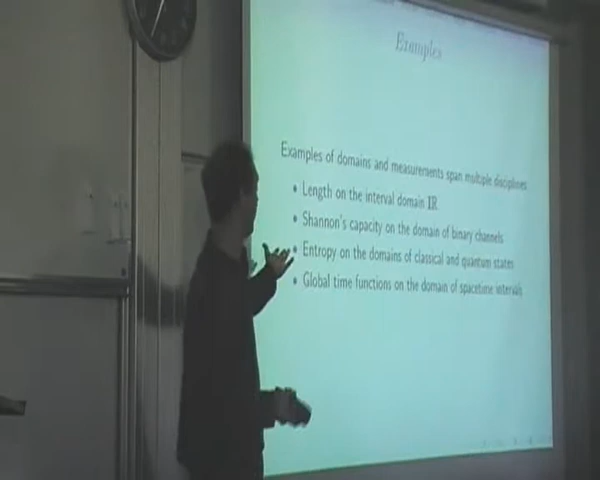 Examples
Examples of domains and measurements span multiple disciplines
• Length on the interval domain IR
• Shannon's capacity on the domain of binary channels
• Entropy on the domains of classical and quantum states
• Global time functions on the domain of spacetime intervals